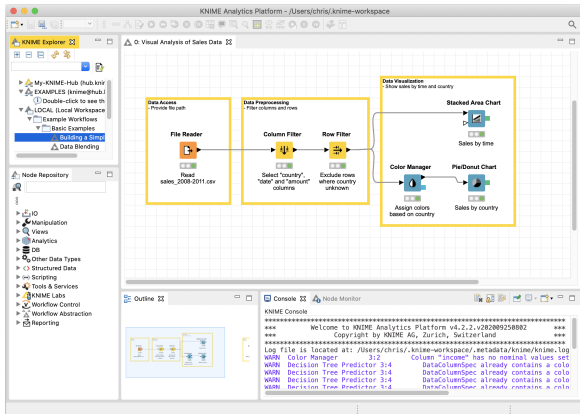 KNIME Analytics Platform - /Users/chris/.knime-workspace
KNIME Explorer
My-KNIME-Hub (hub.knir
EXAMPLES (knime@hub.l
Double-click to see th
LOCAL (Local Workspace
Example Workflows
Basic Examples
Building a Simpl
Data Blending
Node Repository
IO
Manipulation
Views
Analytics
DB
Other Data Types
Structured Data
Scripting
Tools & Services
KNIME Labs
Workflow Control
Workflow Abstraction
Reporting
0: Visual Analysis of Sales Data
Data Access
- Provide file path
File Reader
Read
sales_2008-2011.csv
Data Preprocessing
- Filter columns and rows
Column Filter
Select "country",
"date" and "amount"
columns
Row Filter
Exclude rows
where country
unknown
Data Visualization
- Show sales by time and country
Stacked Area Chart
Sales by time
Color Manager
Assign colors
based on country
Pie/Donut Chart
Sales by country
Outline
Console
Node Monitor
KNIME Console
***********************************************************************
*** Welcome to KNIME Analytics Platform v4.2.2.v202009250802 ***
*** Copyright by KNIME AG, Zurich, Switzerland ***
***********************************************************************
Log file is located at: /Users/chris/.knime-workspace/.metadata/knime/knime.log
WARN Color Manager 3:2 Column "income" has no nominal values set
WARN Decision Tree Predictor 3:4 DataColumnSpec already contains a colo
WARN Decision Tree Predictor 3:4 DataColumnSpec already contains a colo
WARN Decision Tree Predictor 3:4 DataColumnSpec already contains a colo